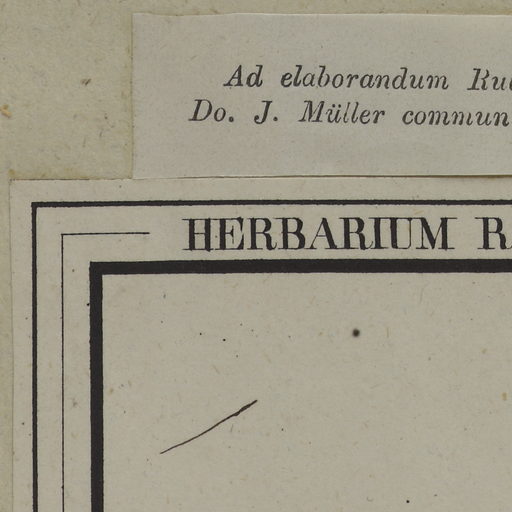 Ad elaborandum
Do. J. Müller
HERBARIUM